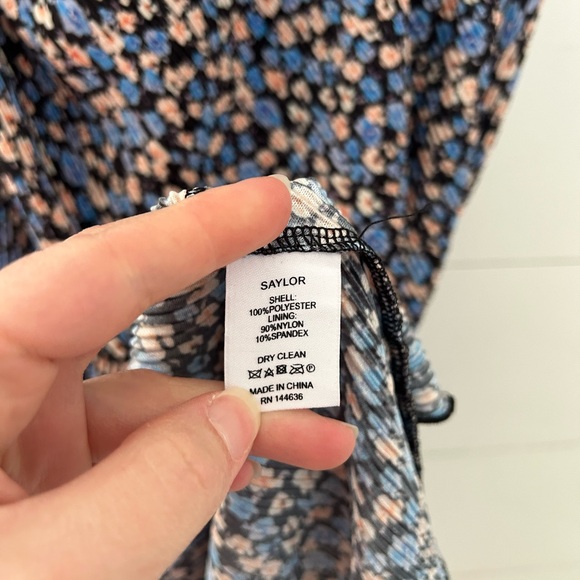 SAYLOR
SHELL:
100%POLYESTER
LINING:
90%NYLON
10%SPANDEX
DRY CLEAN
P
MADE IN CHINA
RN 144636